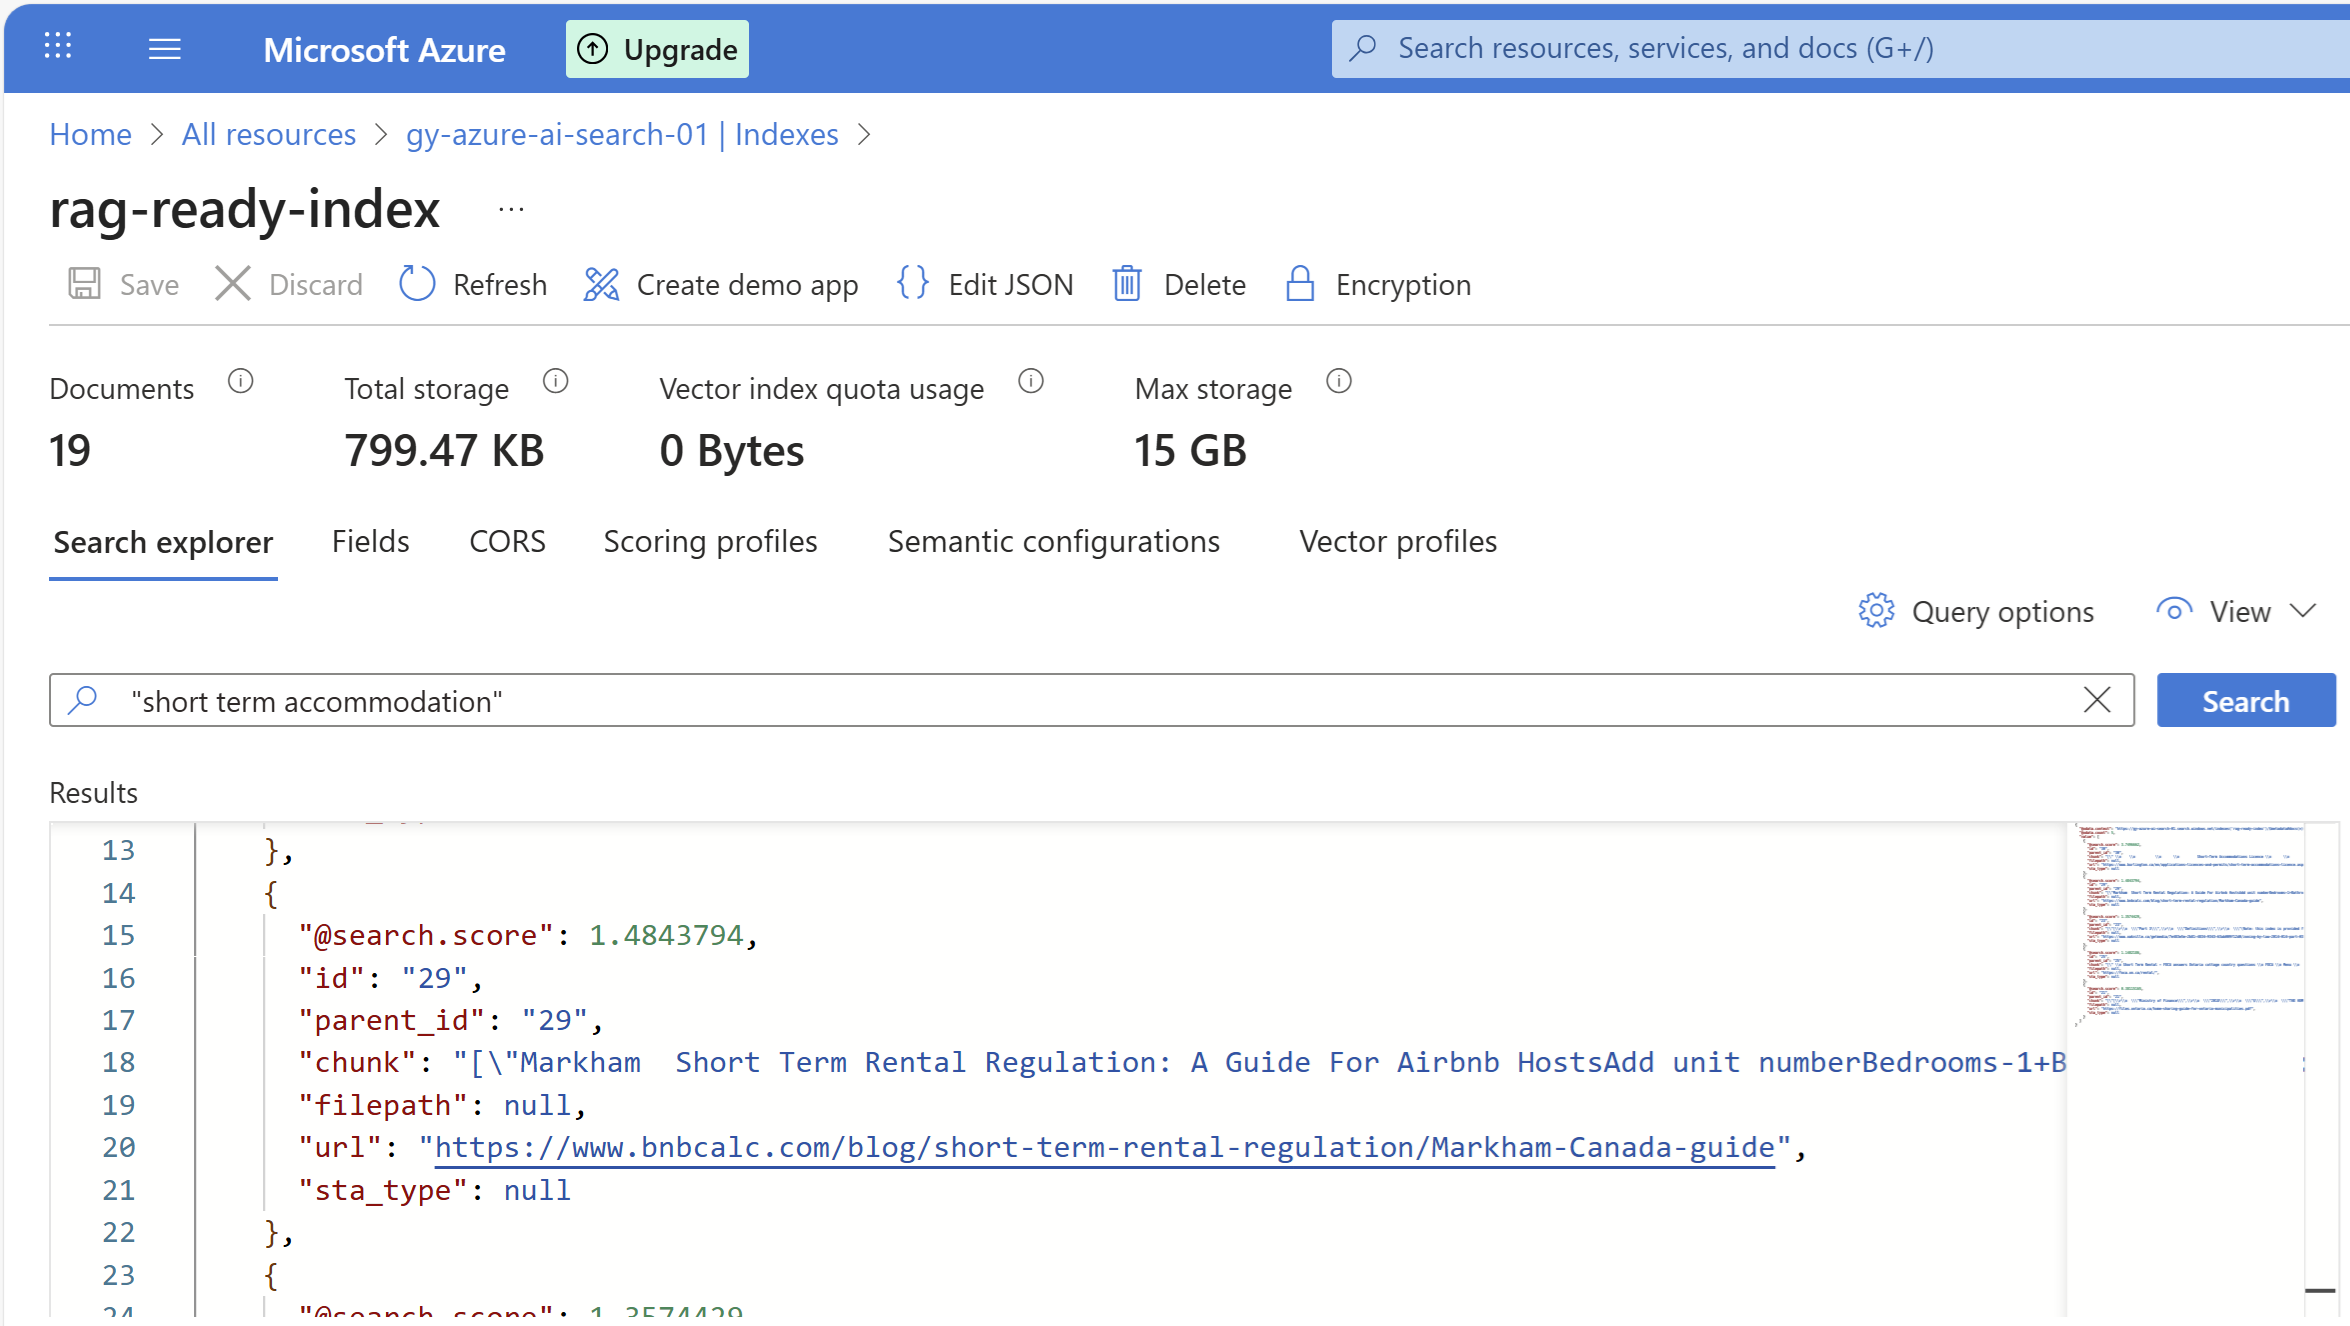 Microsoft Azure
Upgrade
Search resources, services, and docs (G+/)
Home > All resources > gy-azure-ai-search-01 | Indexes >
rag-ready-index ...
Save Discard Refresh Create demo app {} Edit JSON Delete Encryption
Documents Total storage Vector index quota usage Max storage
19 799.47 KB 0 Bytes 15 GB
Search explorer Fields CORS Scoring profiles Semantic configurations Vector profiles
Query options View
"short term accommodation" Search
Results
13 },
14 {
15 "@search.score": 1.4843794,
16 "id": "29",
17 "parent_id": "29",
18 "chunk": "[\"Markham  Short Term Rental Regulation: A Guide For Airbnb HostsAdd unit numberBedrooms-1+B
19 "filepath": null,
20 "url": "https://www.bnbcalc.com/blog/short-term-rental-regulation/Markham-Canada-guide",
21 "sta_type": null
22 },
23 {
24 "@search.score": 1.3574429